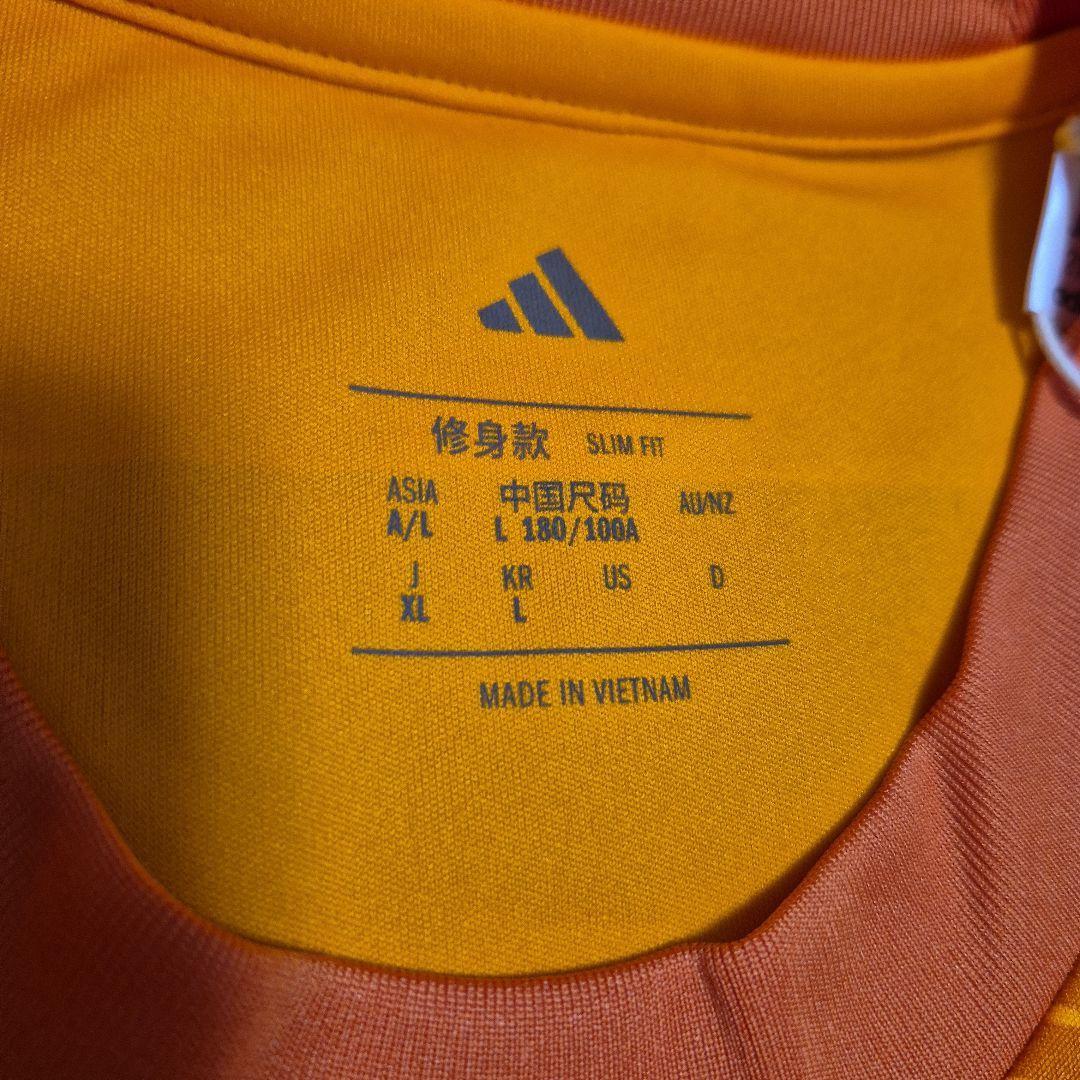 修身款 SLIM FIT
ASIA 中国尺码 AU/NZ
A/L L 180/100A
J KR US D
XL L
MADE IN VIETNAM